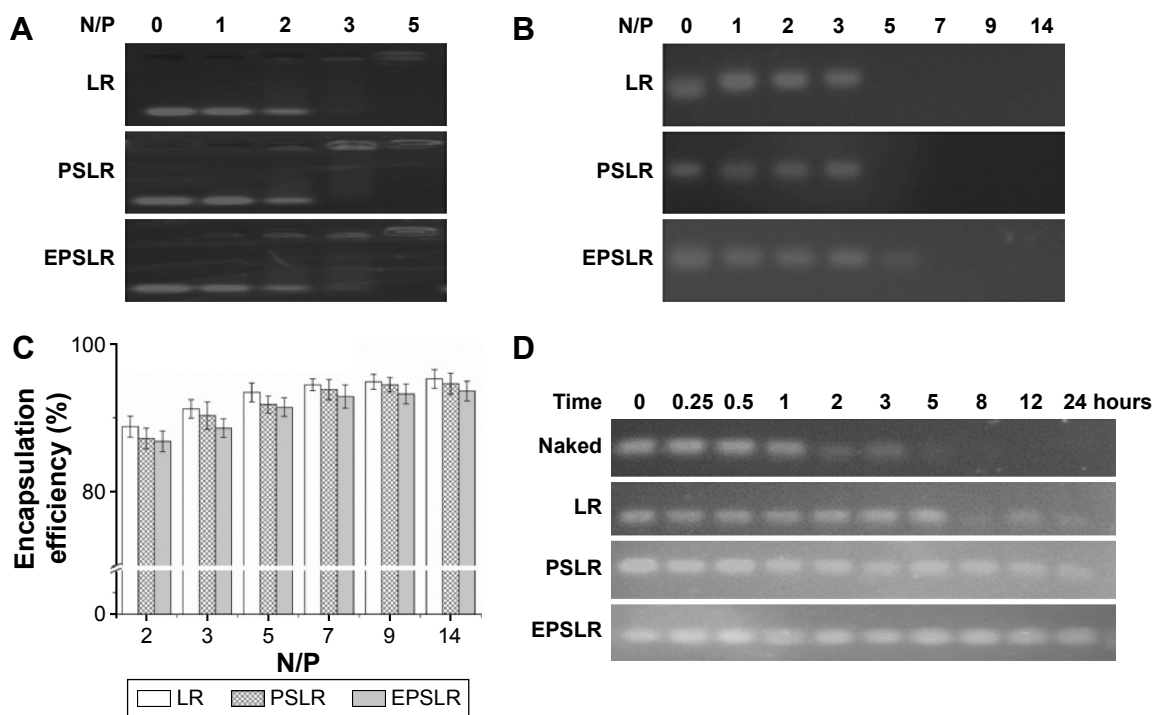 A
N/P 0 1 2 3 5
LR
PSLR
EPSLR
B
N/P 0 1 2 3 5 7 9 14
LR
PSLR
EPSLR
C
Encapsulation
efficiency (%)
100
80
0
2 3 5 7 9 14
N/P
LR PSLR EPSLR
D
Time 0 0.25 0.5 1 2 3 5 8 12 24 hours
Naked
LR
PSLR
EPSLR